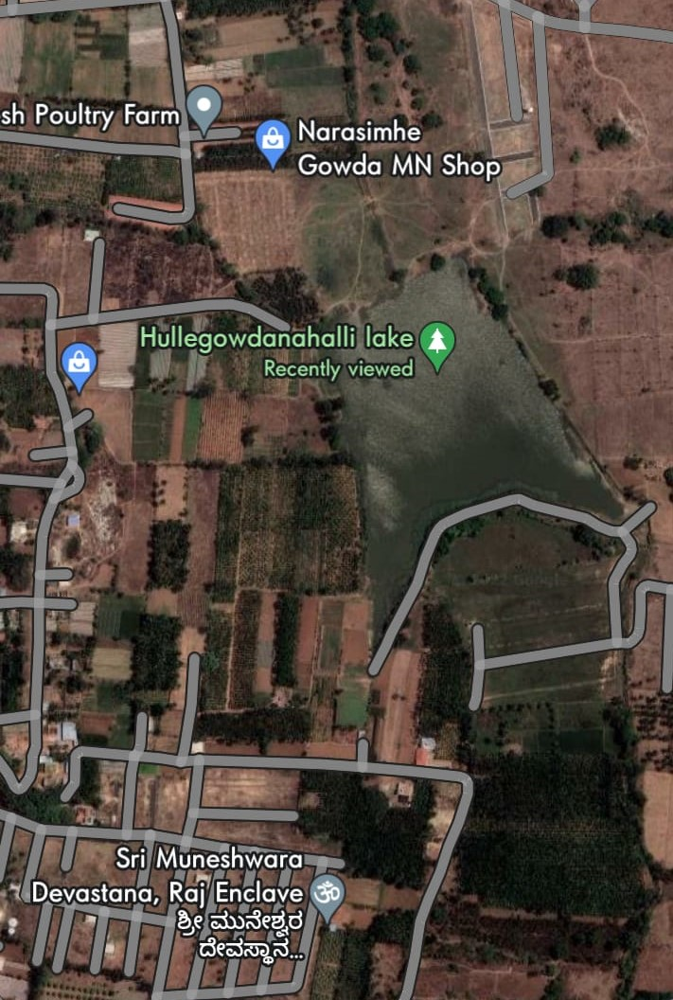 sh Poultry Farm
Narasimhe
Gowda MN Shop
Hullegowdanahalli lake
Recently viewed
Sri Muneshwara
Devastana, Raj Enclave
ಶ್ರೀ ಮುನೇಶ್ವರ
ದೇವಸ್ಥಾನ...